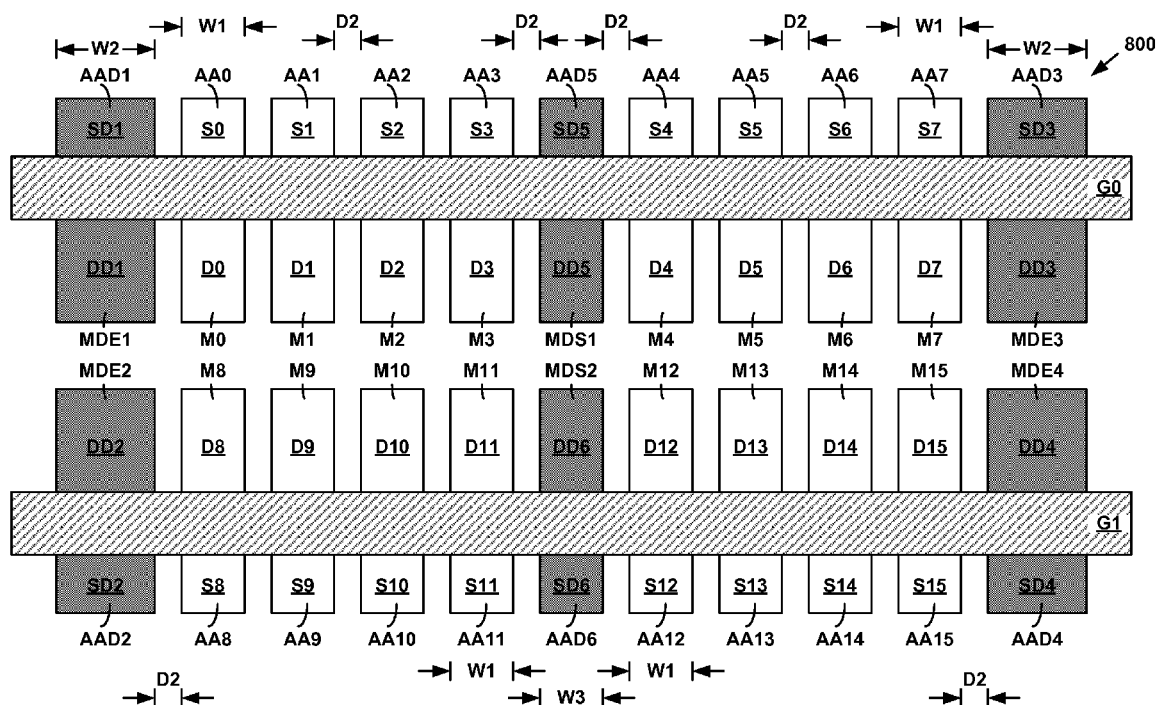 D2 D2 D2
W1 W1
W2 W2 800
AAD1 AA0 AA1 AA2 AA3 AAD5 AA4 AA5 AA6 AA7 AAD3
SD1 S0 S1 S2 S3 SD5 S4 S5 S6 S7 SD3
G0
DD1 D0 D1 D2 D3 DD5 D4 D5 D6 D7 DD3
MDE1 M0 M1 M2 M3 MDS1 M4 M5 M6 M7 MDE3
MDE2 M8 M9 M10 M11 MDS2 M12 M13 M14 M15 MDE4
DD2 D8 D9 D10 D11 DD6 D12 D13 D14 D15 DD4
G1
SD2 S8 S9 S10 S11 SD6 S12 S13 S14 S15 SD4
AAD2 AA8 AA9 AA10 AA11 AAD6 AA12 AA13 AA14 AA15 AAD4
W1 W1
D2 D2
W3